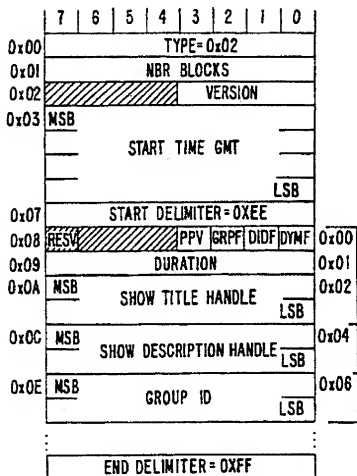 7 6 5 4 3 2 1 0
0x00 TYPE=0x02
0x01 NBR BLOCKS
0x02 VERSION
0x03 MSB
START TIME GMT
LSB
0x07 START DELIMITER=0XEE
0x08 RESV PPV GRPF DIDF DYMF 0x00
0x09 DURATION 0x01
0x0A MSB 0x02
SHOW TITLE HANDLE
LSB
0x0C MSB 0x04
SHOW DESCRIPTION HANDLE
LSB
0x0E MSB 0x06
GROUP ID
LSB
END DELIMITER=0XFF